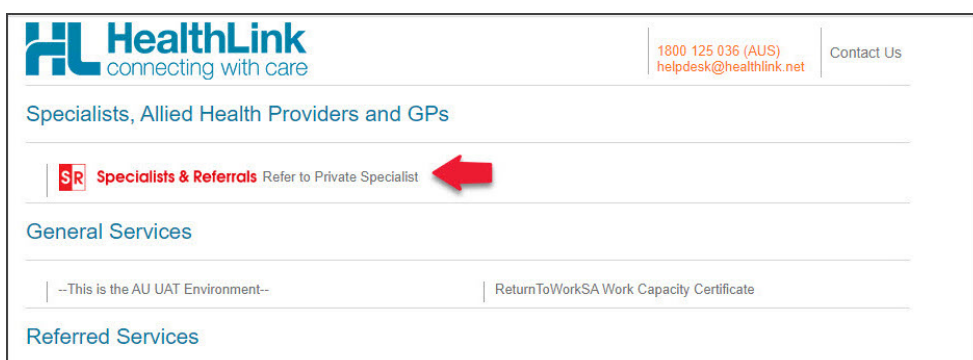 HL HealthLink
connecting with care
1800 125 036 (AUS)
helpdesk@healthlink.net
Contact Us
Specialists, Allied Health Providers and GPs
SR Specialists & Referrals Refer to Private Specialist
General Services
--This is the AU UAT Environment--
ReturnToWorkSA Work Capacity Certificate
Referred Services